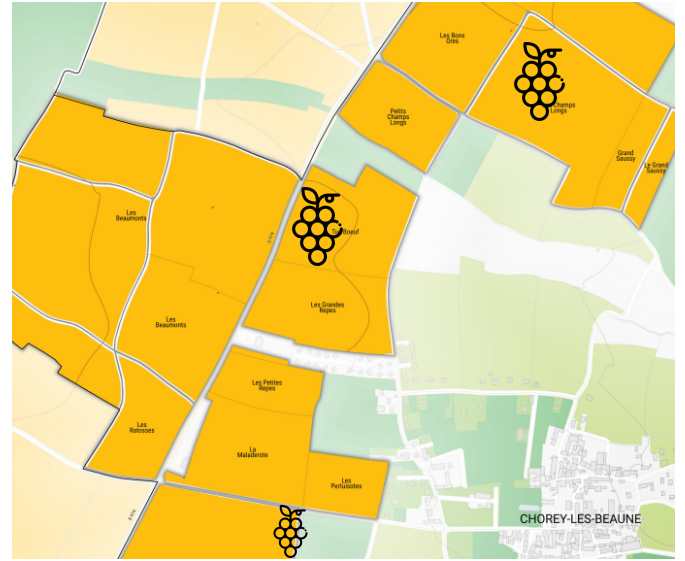 Les Bons
Ores
Petits
Champs
Longs
Champs
Longs
Grand
Saussy
Le Grand
Saussy
Les
Beaumonts
Boeuf
Les Grandes
Repes
Les
Beaumonts
Les Petites
Repes
Les
Ratosses
La
Maladerote
Les
Pertuisotes
CHOREY-LES-BEAUNE